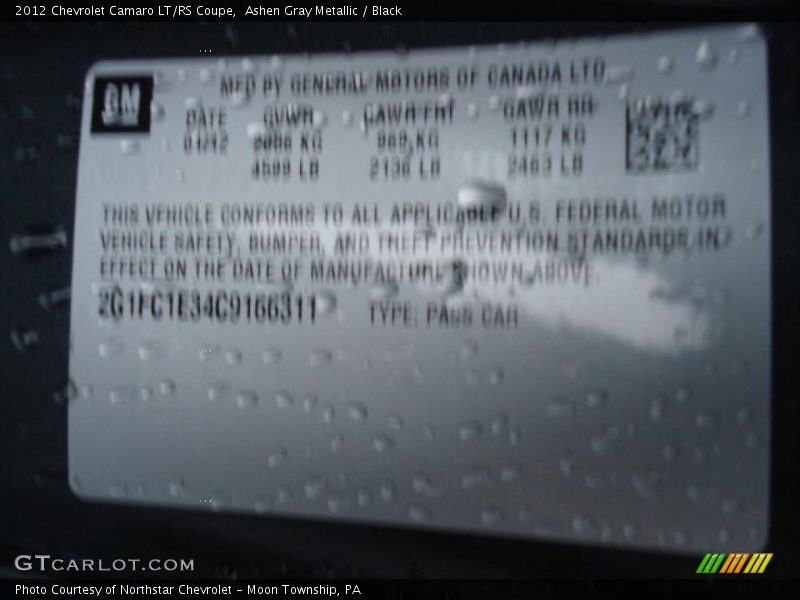 2012 Chevrolet Camaro LT/RS Coupe,  Ashen Gray Metallic / Black
MFD BY GENERAL MOTORS OF CANADA LTD
GM
DATE GVWR GAWR FRT GAWR RR
01/12 2086 KG 969 KG 1117 KG
4599 LB 2136 LB 2463 LB
THIS VEHICLE CONFORMS TO ALL APPLICABLE U.S. FEDERAL MOTOR
VEHICLE SAFETY, BUMPER, AND THEFT PREVENTION STANDARDS IN
EFFECT ON THE DATE OF MANUFACTURE SHOWN ABOVE.
2G1FC1E34C9166311 TYPE: PASS CAR
GTCARLOT.COM
Photo Courtesy of Northstar Chevrolet - Moon Township, PA